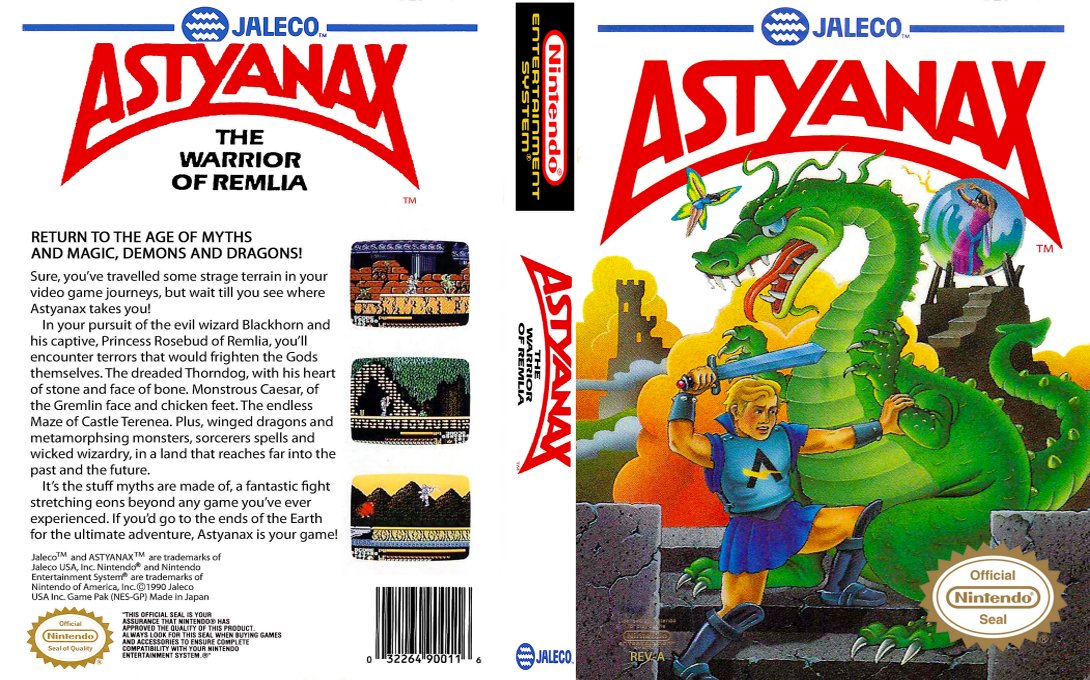 JALECO™
ASTYANAX
THE
WARRIOR
OF REMLIA
TM
RETURN TO THE AGE OF MYTHS
AND MAGIC, DEMONS AND DRAGONS!
Sure, you've travelled some strage terrain in your
video game journeys, but wait till you see where
Astyanax takes you!
In your pursuit of the evil wizard Blackhorn and
his captive, Princess Rosebud of Remlia, you'll
encounter terrors that would frighten the Gods
themselves. The dreaded Thorndog, with his heart
of stone and face of bone. Monstrous Caesar, of
the Gremlin face and chicken feet. The endless
Maze of Castle Terenea. Plus, winged dragons and
metamorphsing monsters, sorcerers spells and
wicked wizardry, in a land that reaches far into the
past and the future.
It's the stuff myths are made of, a fantastic fight
stretching eons beyond any game you've ever
experienced. If you'd go to the ends of the Earth
for the ultimate adventure, Astyanax is your game!
Jaleco™ and ASTYANAX™ are trademarks of
Jaleco USA, Inc. Nintendo® and Nintendo
Entertainment System® are trademarks of
Nintendo of America, Inc.©1990 Jaleco
USA Inc. Game Pak (NES-GP) Made in Japan
Official
Nintendo
Seal of Quality
"THIS OFFICIAL SEAL IS YOUR
ASSURANCE THAT NINTENDO® HAS
APPROVED THE QUALITY OF THIS PRODUCT.
ALWAYS LOOK FOR THIS SEAL WHEN BUYING GAMES
AND ACCESSORIES TO ENSURE COMPLETE
COMPATIBILITY WITH YOUR NINTENDO
ENTERTAINMENT SYSTEM.®"
0 32264 90011 6
Nintendo®
ENTERTAINMENT
SYSTEM®
ASTYANAX
THE
WARRIOR
OF REMLIA
TM
JALECO
JALECO™
ASTYANAX
TM
A
Nintendo
REV-A
Official
Nintendo®
Seal